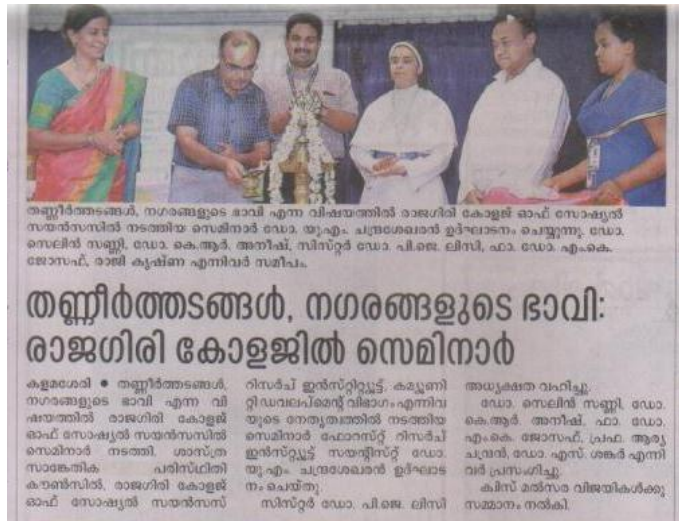 തണ്ണീർത്തടങ്ങൾ, നഗരങ്ങളുടെ ഭാവി എന്ന വിഷയത്തിൽ രാജഗിരി കോളജ് ഓഫ് സോഷ്യൽ
സയൻസസിൽ നടത്തിയ സെമിനാർ ഡോ. യു.എം. ചന്ദ്രശേഖരൻ ഉദ്ഘാടനം ചെയ്യുന്നു. ഡോ.
സെലിൻ സണ്ണി, ഡോ. കെ.ആർ. അനീഷ്, സിസ്റ്റർ ഡോ. പി.ജെ. ലിസി, ഫാ. ഡോ. എം.കെ.
ജോസഫ്, രാജി കൃഷ്ണ എന്നിവർ സമീപം.
തണ്ണീർത്തടങ്ങൾ, നഗരങ്ങളുടെ ഭാവി:
രാജഗിരി കോളജിൽ സെമിനാർ
കളമശേരി ● തണ്ണീർത്തടങ്ങൾ,
നഗരങ്ങളുടെ ഭാവി എന്ന വി
ഷയത്തിൽ രാജഗിരി കോളജ്
ഓഫ് സോഷ്യൽ സയൻസസിൽ
സെമിനാർ നടത്തി. ശാസ്ത്ര
സാങ്കേതിക പരിസ്ഥിതി
കൗൺസിൽ, രാജഗിരി കോളജ്
ഓഫ് സോഷ്യൽ സയൻസസ്
റിസർച് ഇൻസ്റ്റിറ്റ്യൂട്ട്, കമ്യൂണി
റ്റി ഡവലപ്മെന്റ് വിഭാഗം എന്നിവ
യുടെ നേതൃത്വത്തിൽ നടത്തിയ
സെമിനാർ ഫോറസ്റ്റ് റിസർച്
ഇൻസ്റ്റ്യൂട്ട് സയന്റിസ്റ്റ് ഡോ.
യു.എം. ചന്ദ്രശേഖരൻ ഉദ്ഘാട
നം ചെയ്തു.
സിസ്റ്റർ ഡോ. പി.ജെ. ലിസി
അധ്യക്ഷത വഹിച്ചു.
ഡോ. സെലിൻ സണ്ണി, ഡോ.
കെ.ആർ. അനീഷ്, ഫാ. ഡോ.
എം.കെ. ജോസഫ്, പ്രഫ. ആര്യ
ചന്ദ്രൻ, ഡോ. എസ്. ശങ്കർ എന്നി
വർ പ്രസംഗിച്ചു.
ക്വിസ് മൽസര വിജയികൾക്കു
സമ്മാനം നൽകി.